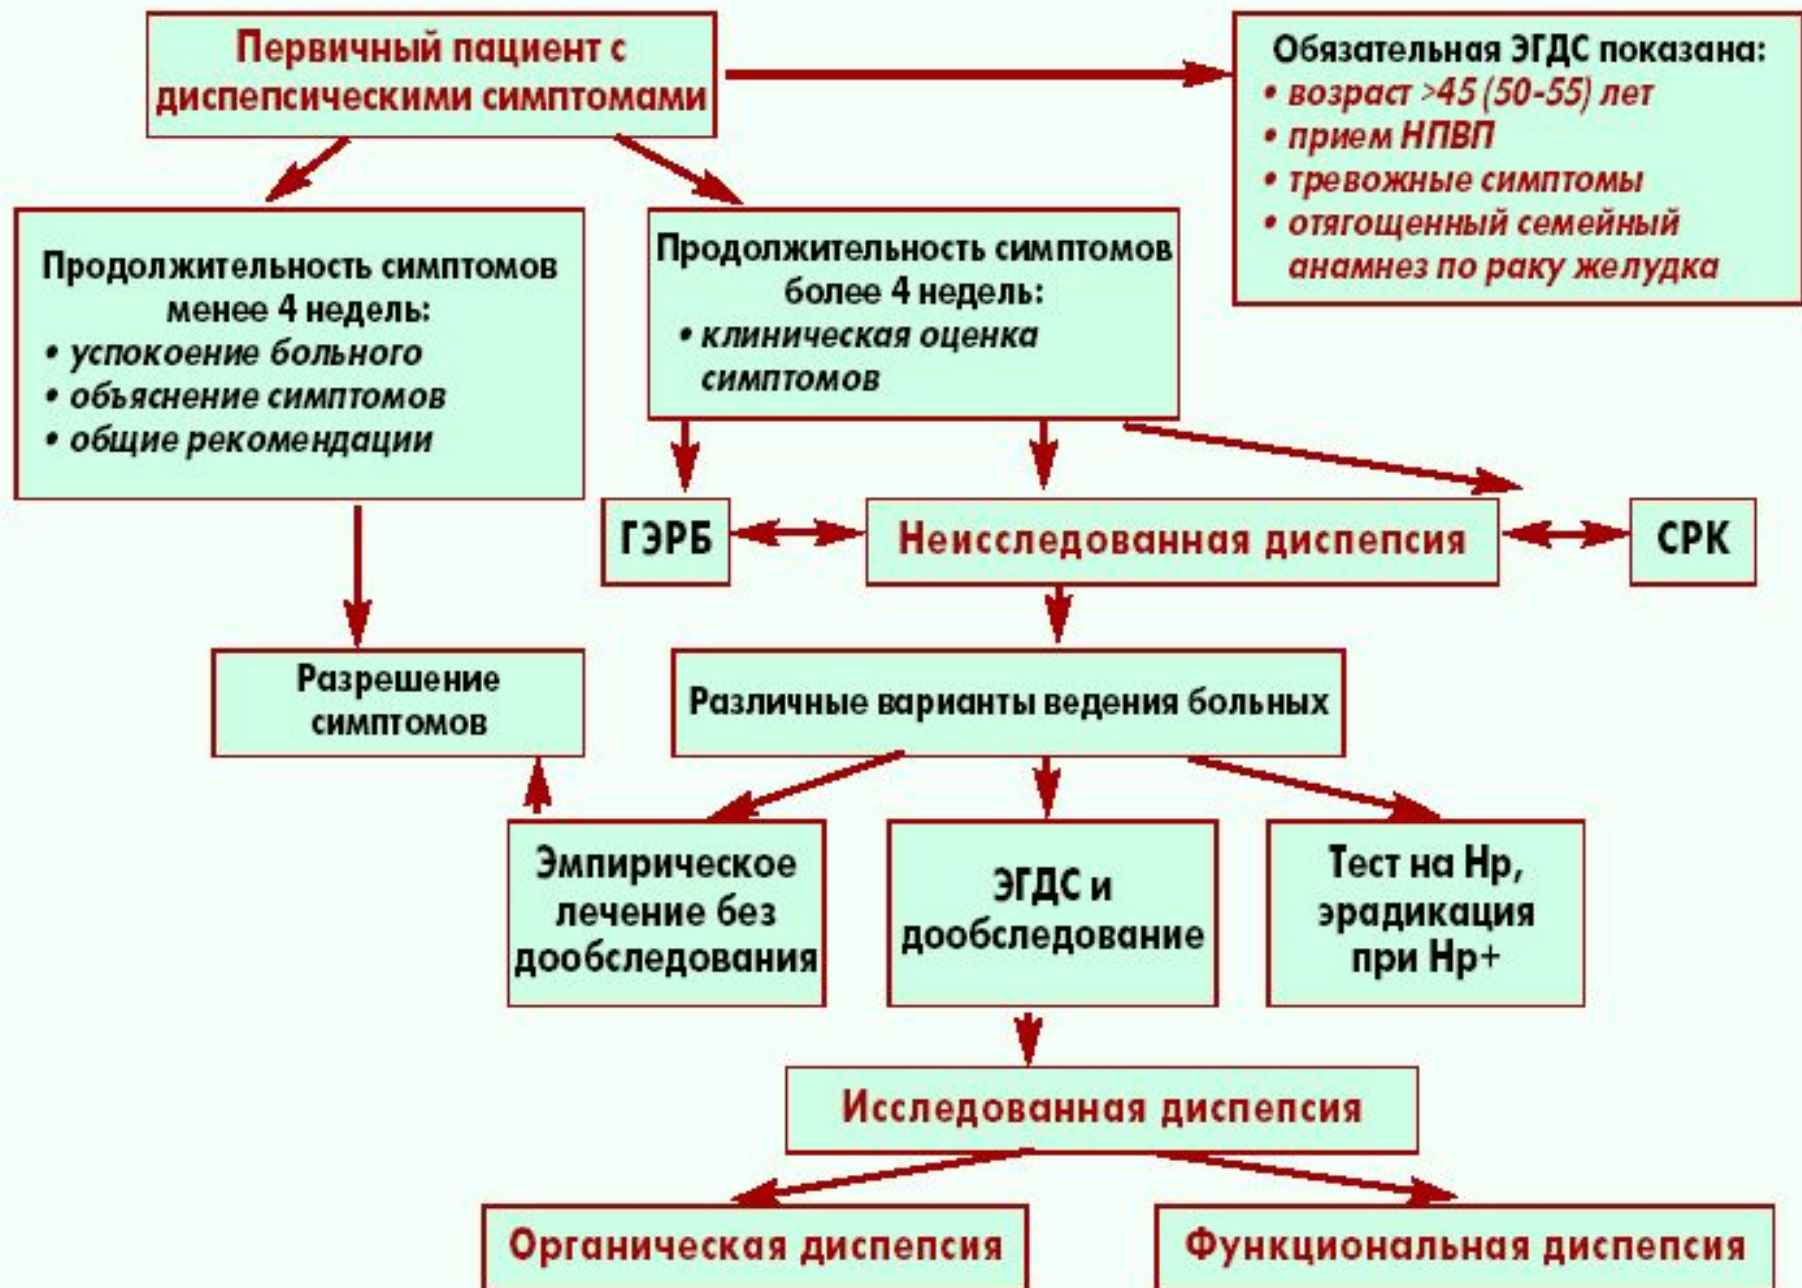 Первичный пациент с
диспепсическими симптомами
Обязательная ЭГДС показана:
• возраст >45 (50-55) лет
• прием НПВП
• тревожные симптомы
• отягощенный семейный
анамнез по раку желудка
Продолжительность симптомов
менее 4 недель:
• успокоение больного
• объяснение симптомов
• общие рекомендации
Продолжительность симптомов
более 4 недель:
• клиническая оценка
симптомов
ГЭРБ
Неисследованная диспепсия
СРК
Разрешение
симптомов
Различные варианты ведения больных
Эмпирическое
лечение без
дообследования
ЭГДС и
дообследование
Тест на Нр,
эрадикация
при Нр+
Исследованная диспепсия
Органическая диспепсия
Функциональная диспепсия